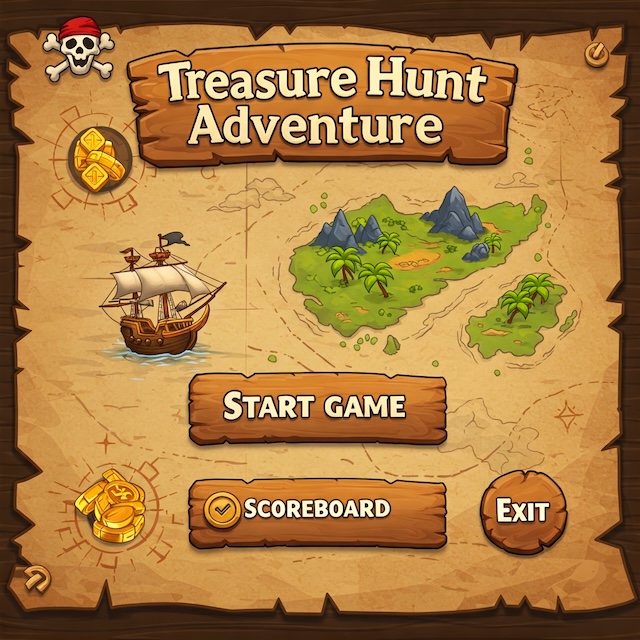 Treasure Hunt
Adventure
START GAME
SCOREBOARD
EXIT